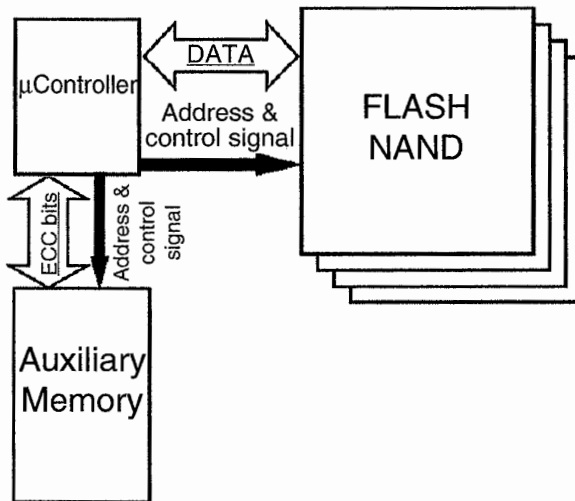 µController
DATA
FLASH
NAND
Address &
control signal
ECC bits
Address &
control
signal
Auxiliary
Memory